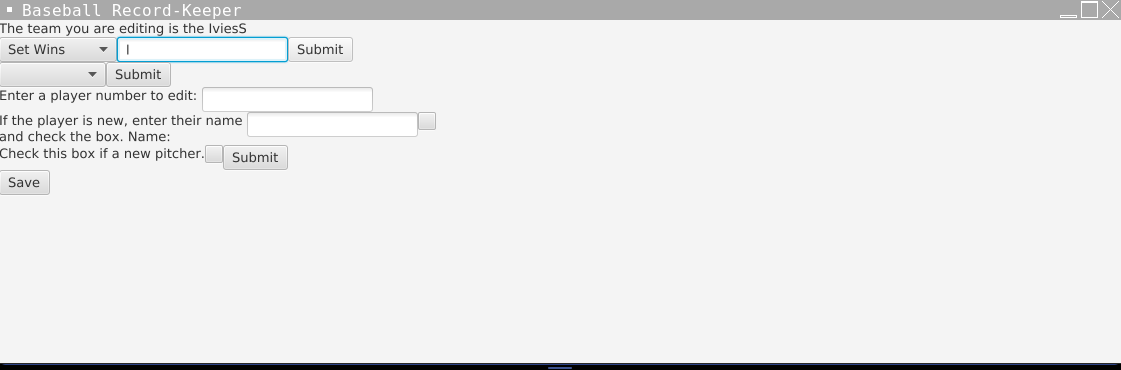 Baseball Record-Keeper
The team you are editing is the IviesS
Set Wins Submit
Submit
Enter a player number to edit:
If the player is new, enter their name
and check the box. Name:
Check this box if a new pitcher. Submit
Save